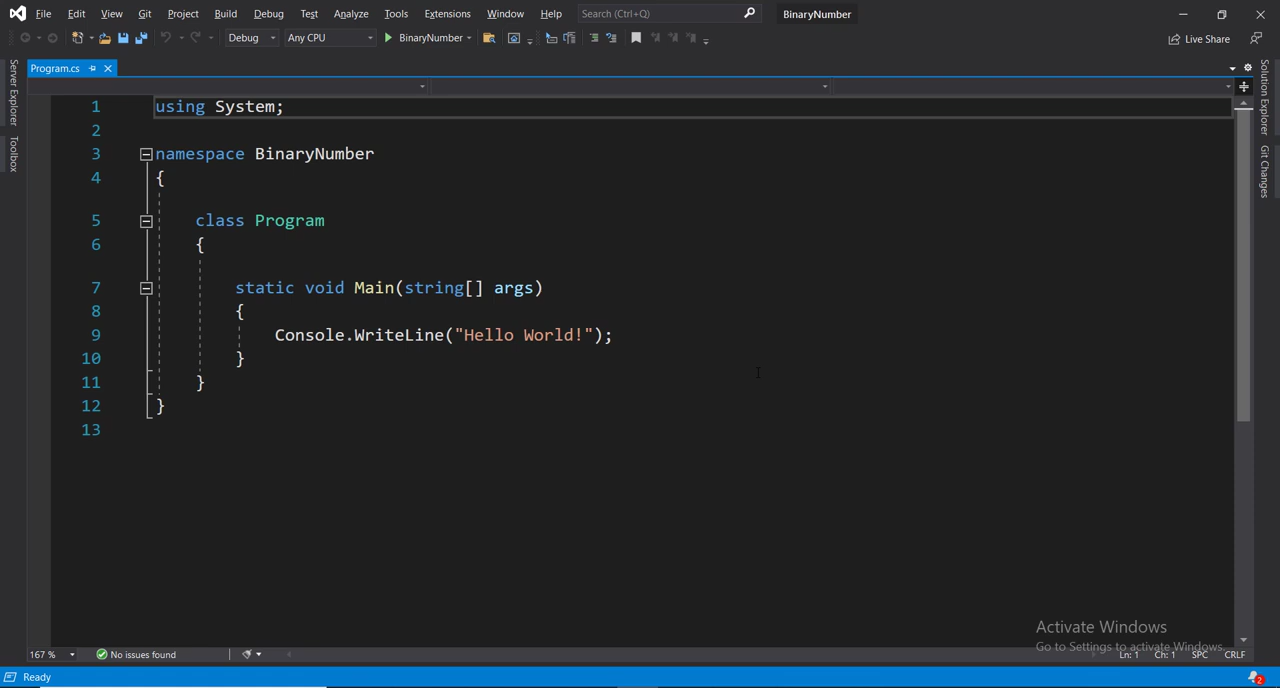 File Edit View Git Project Build Debug Test Analyze Tools Extensions Window Help Search (Ctrl+Q) BinaryNumber
Debug Any CPU BinaryNumber Live Share
Program.cs
Server Explorer
Toolbox
Solution Explorer
Git Changes
1 using System;
2
3 namespace BinaryNumber
4 {
5 class Program
6 {
7 static void Main(string[] args)
8 {
9 Console.WriteLine("Hello World!");
10 }
11 }
12 }
13
Activate Windows
Go to Settings to activate Windows.
167 % No issues found Ln: 1 Ch: 1 SPC CRLF
Ready 2